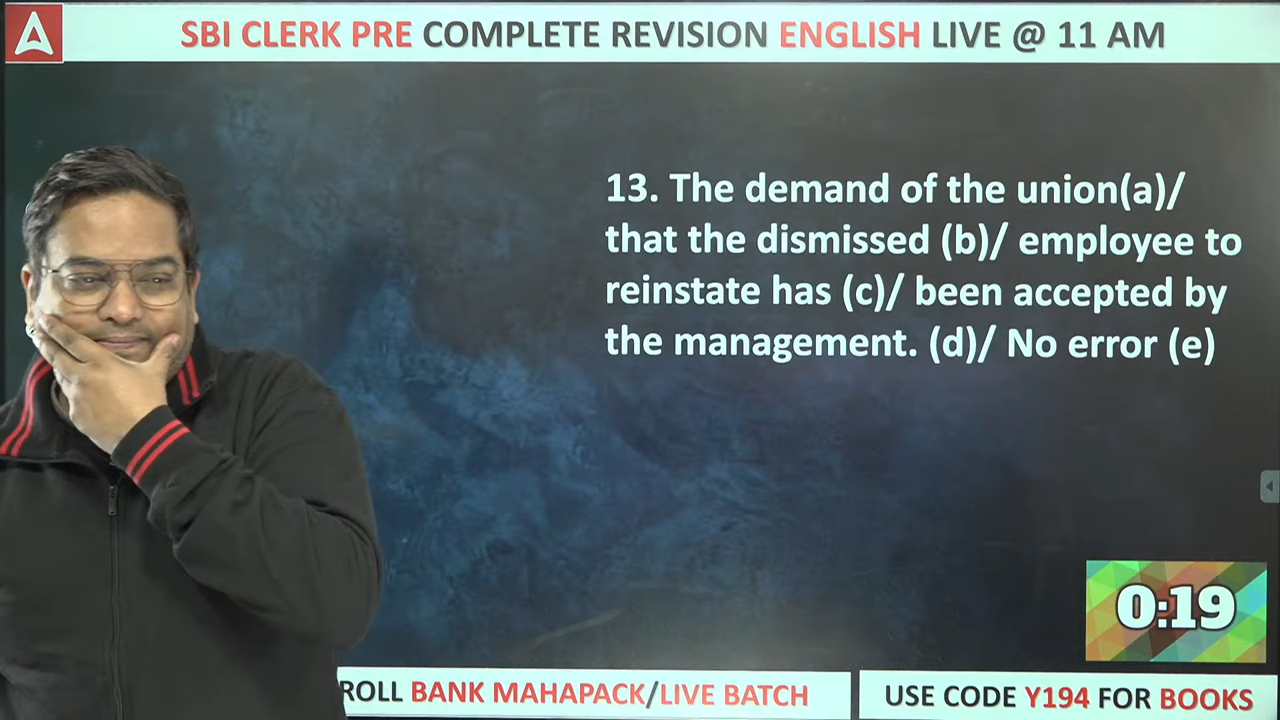 SBI CLERK PRE COMPLETE REVISION ENGLISH LIVE @ 11 AM
13. The demand of the union(a)/
that the dismissed (b)/ employee to
reinstate has (c)/ been accepted by
the management. (d)/ No error (e)
0:19
ROLL BANK MAHAPACK/LIVE BATCH
USE CODE Y194 FOR BOOKS